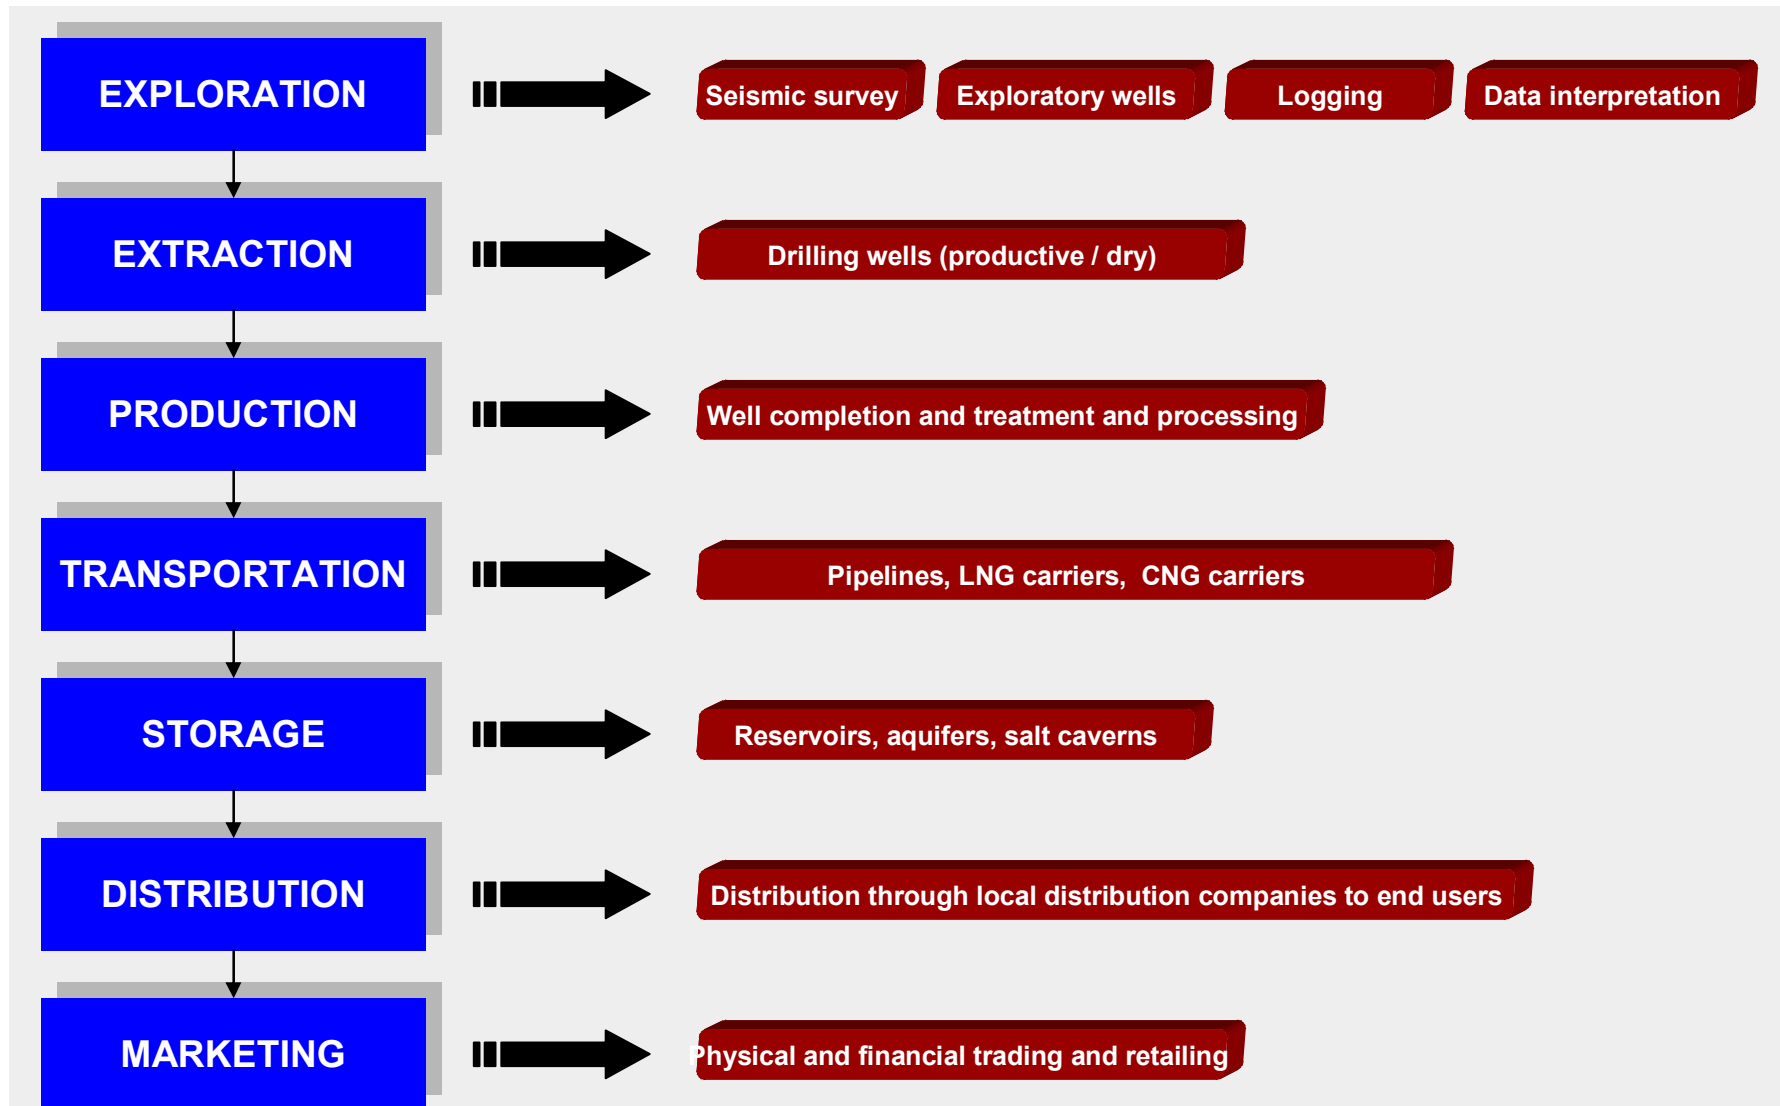 EXPLORATION
Seismic survey
Exploratory wells
Logging
Data interpretation
EXTRACTION
Drilling wells (productive / dry)
PRODUCTION
Well completion and treatment and processing
TRANSPORTATION
Pipelines, LNG carriers, CNG carriers
STORAGE
Reservoirs, aquifers, salt caverns
DISTRIBUTION
Distribution through local distribution companies to end users
MARKETING
Physical and financial trading and retailing